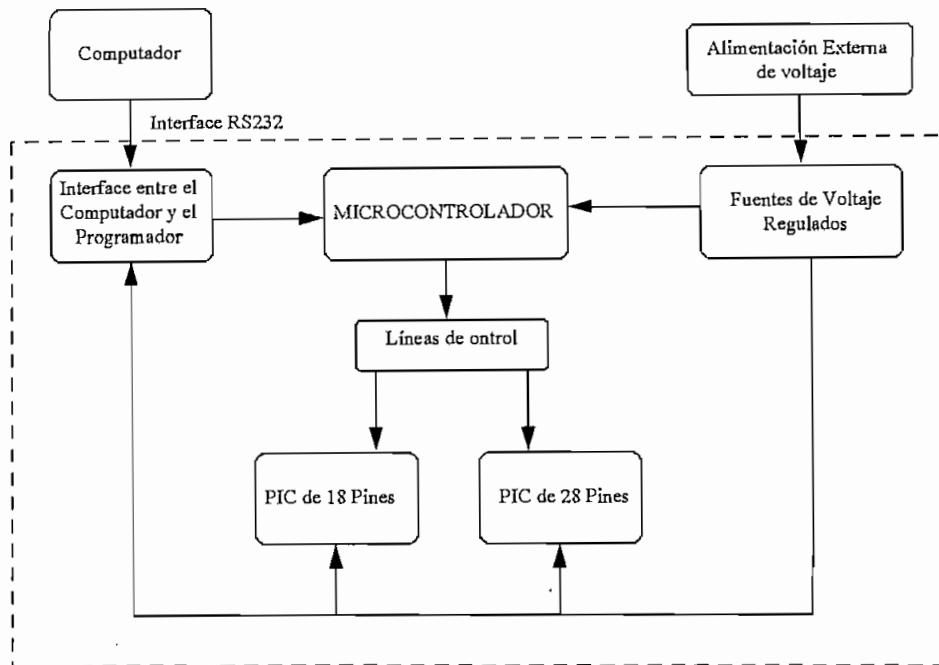 Computador
Alimentación Externa
de voltaje
Interface RS232
Interface entre el
Computador y el
Programador
MICROCONTROLADOR
Fuentes de Voltaje
Regulados
Líneas de ontrol
PIC de 18 Pines
PIC de 28 Pines